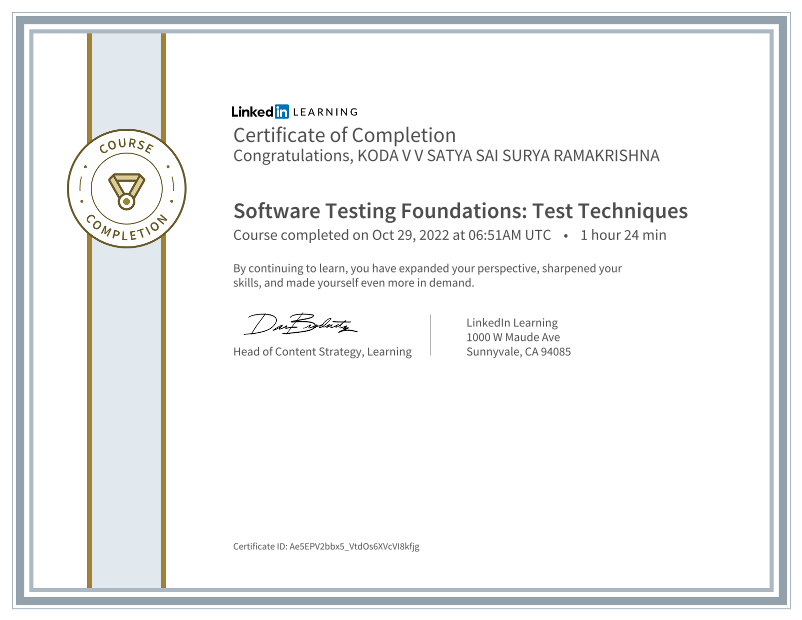 COURSE
COMPLETION
Linked in LEARNING
Certificate of Completion
Congratulations, KODA V V SATYA SAI SURYA RAMAKRISHNA
Software Testing Foundations: Test Techniques
Course completed on Oct 29, 2022 at 06:51AM UTC • 1 hour 24 min
By continuing to learn, you have expanded your perspective, sharpened your
skills, and made yourself even more in demand.
Head of Content Strategy, Learning
LinkedIn Learning
1000 W Maude Ave
Sunnyvale, CA 94085
Certificate ID: Ae5EPV2bbx5_VtdOs6XVcVI8kfjg